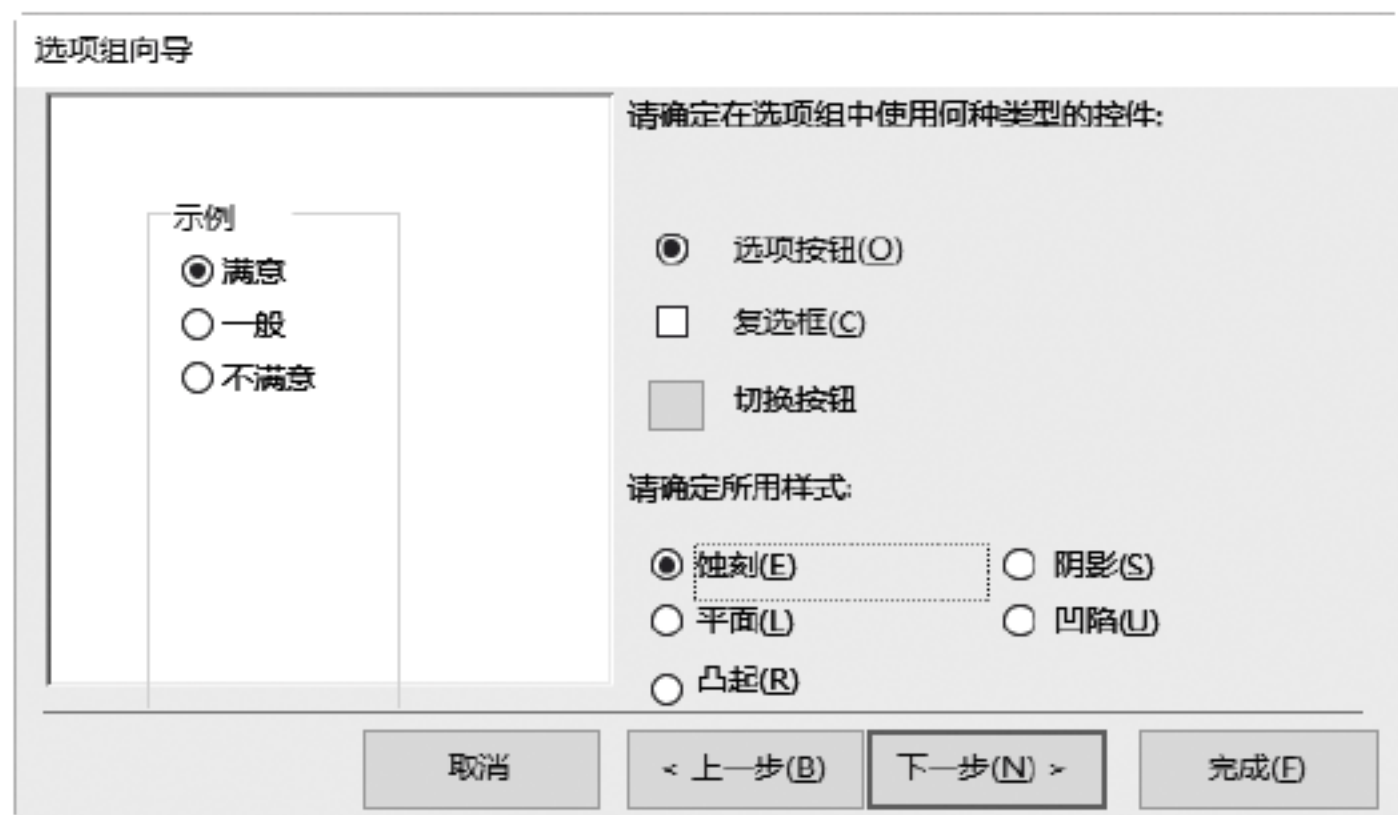 选项组向导
请确定在选项组中使用何种类型的控件:
示例
满意
一般
不满意
选项按钮(O)
复选框(C)
切换按钮
请确定所用样式:
蚀刻(E) 阴影(S)
平面(L) 凹陷(U)
凸起(R)
取消 < 上一步(B) 下一步(N) > 完成(F)